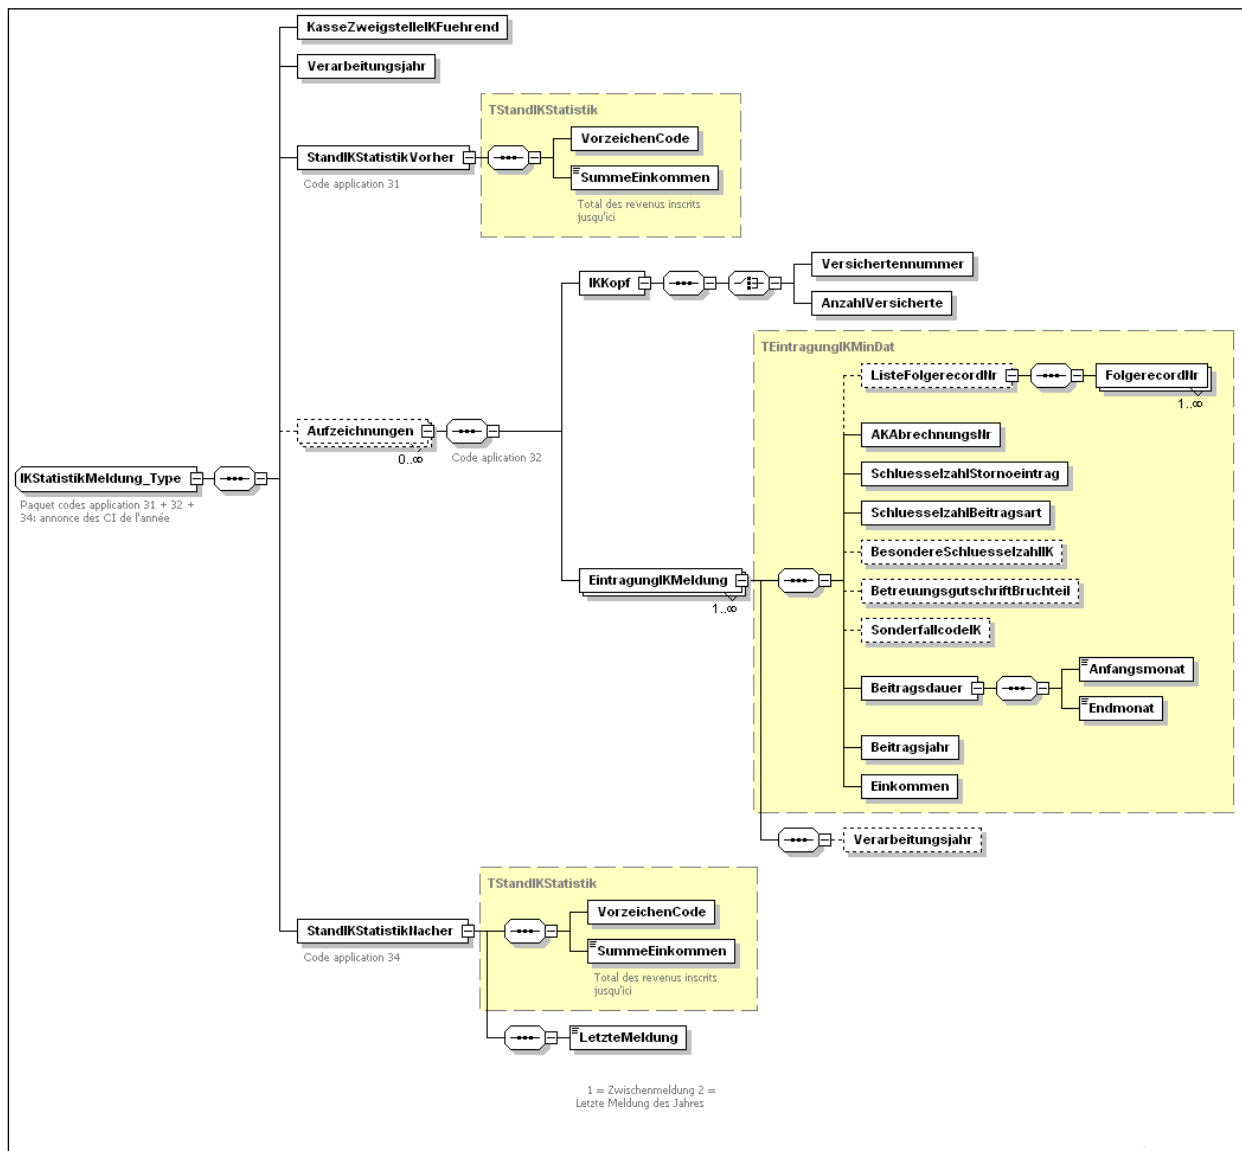 KasseZweigstelleIKFuehrend
Verarbeitungsjahr
TStandIKStatistik
VorzeichenCode
StandIKStatistikVorher
SummeEinkommen
Code application 31
Total des revenus inscrits
jusqu'ici
Versichertennummer
IKKopf
AnzahlVersicherte
TEintragungIKMinDat
ListeFolgerecordNr
FolgerecordNr
1..∞
Aufzeichnungen
0..∞
Code aplication 32
AKAbrechnungsNr
IKStatistikMeldung_Type
Paquet codes application 31 + 32 +
34: annonce des CI de l'année
SchluesselzahlStornoeintrag
SchluesselzahlBeitragsart
BesondereSchluesselzahlIK
EintragungIKMeldung
1..∞
BetreuungsgutschriftBruchteil
SonderfallcodeIK
Anfangsmonat
Beitragsdauer
Endmonat
Beitragsjahr
Einkommen
Verarbeitungsjahr
TStandIKStatistik
VorzeichenCode
StandIKStatistikNacher
SummeEinkommen
Code application 34
Total des revenus inscrits
jusqu'ici
LetzteMeldung
1 = Zwischenmeldung 2 =
Letzte Meldung des Jahres